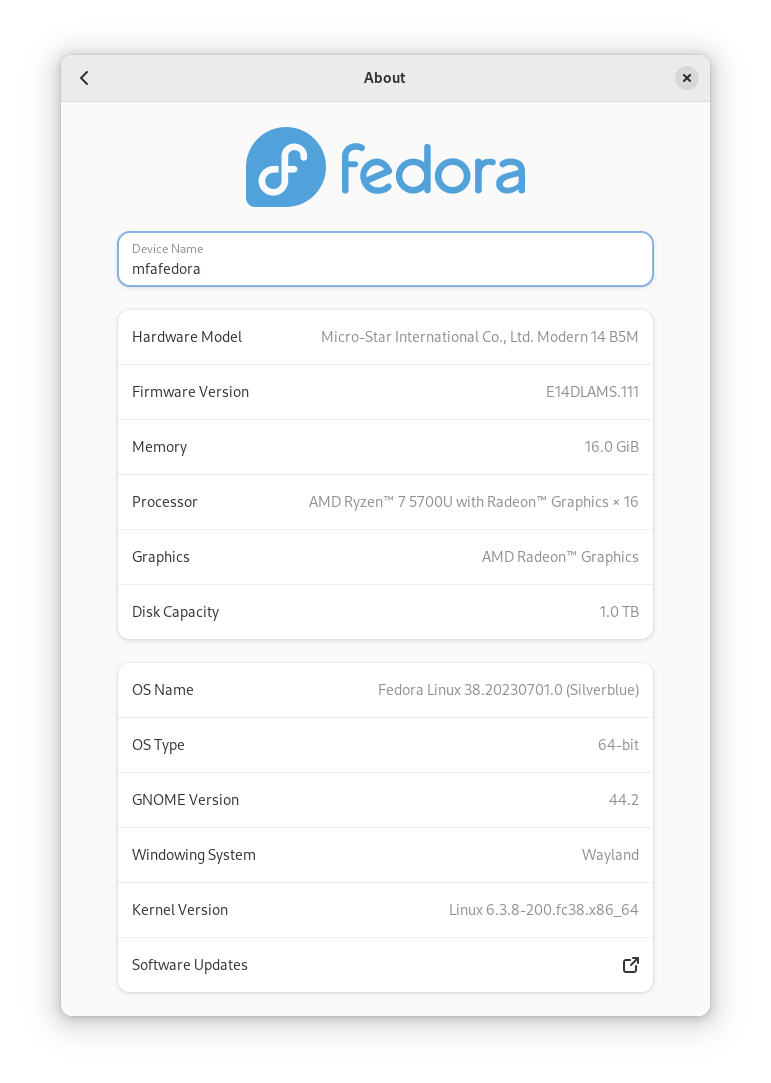 About
fedora
Device Name
mfafedora
Hardware Model Micro-Star International Co., Ltd. Modern 14 B5M
Firmware Version E14DLAMS.111
Memory 16.0 GiB
Processor AMD Ryzen™ 7 5700U with Radeon™ Graphics × 16
Graphics AMD Radeon™ Graphics
Disk Capacity 1.0 TB
OS Name Fedora Linux 38.20230701.0 (Silverblue)
OS Type 64-bit
GNOME Version 44.2
Windowing System Wayland
Kernel Version Linux 6.3.8-200.fc38.x86_64
Software Updates